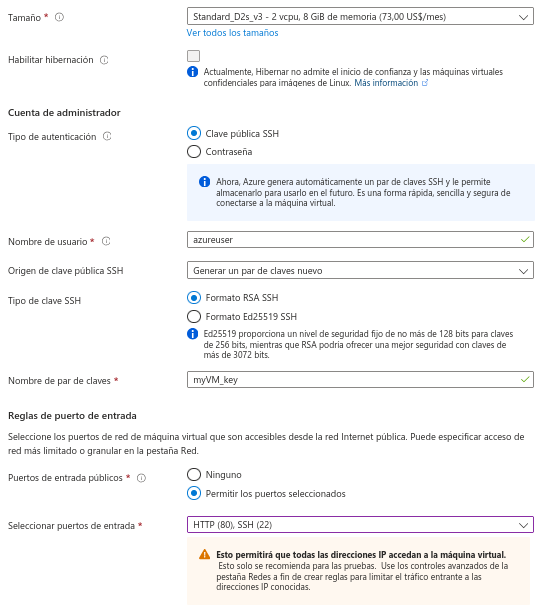 Tamaño *
Standard_D2s_v3 - 2 vcpu, 8 GiB de memoria (73,00 US$/mes)
Ver todos los tamaños
Habilitar hibernación
Actualmente, Hibernar no admite el inicio de confianza y las máquinas virtuales
confidenciales para imágenes de Linux. Más información
Cuenta de administrador
Tipo de autenticación
Clave pública SSH
Contraseña
Ahora, Azure genera automáticamente un par de claves SSH y le permite
almacenarlo para usarlo en el futuro. Es una forma rápida, sencilla y segura de
conectarse a la máquina virtual.
Nombre de usuario *
azureuser
Origen de clave pública SSH
Generar un par de claves nuevo
Tipo de clave SSH
Formato RSA SSH
Formato Ed25519 SSH
Ed25519 proporciona un nivel de seguridad fijo de no más de 128 bits para claves
de 256 bits, mientras que RSA podría ofrecer una mejor seguridad con claves de
más de 3072 bits.
Nombre de par de claves *
myVM_key
Reglas de puerto de entrada
Seleccione los puertos de red de máquina virtual que son accesibles desde la red Internet pública. Puede especificar acceso de
red más limitado o granular en la pestaña Red.
Puertos de entrada públicos *
Ninguno
Permitir los puertos seleccionados
Seleccionar puertos de entrada *
HTTP (80), SSH (22)
Esto permitirá que todas las direcciones IP accedan a la máquina virtual.
Esto solo se recomienda para las pruebas. Use los controles avanzados de la
pestaña Redes a fin de crear reglas para limitar el tráfico entrante a las
direcciones IP conocidas.